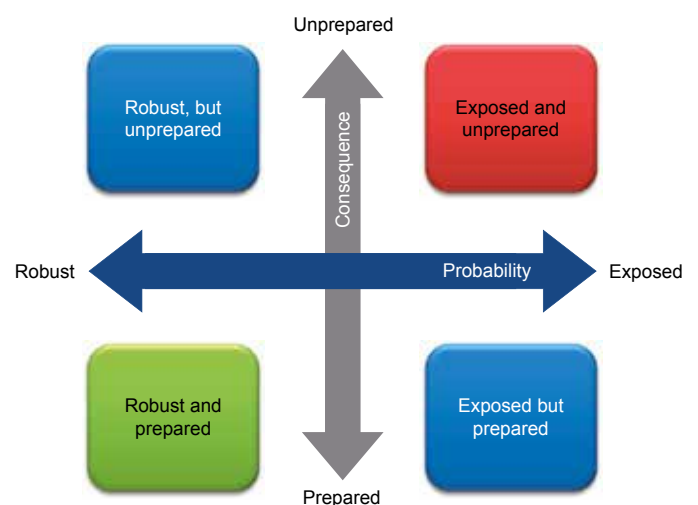 Unprepared
Robust, but
unprepared
Exposed and
unprepared
Consequence
Robust
Probability
Exposed
Robust and
prepared
Exposed but
prepared
Prepared